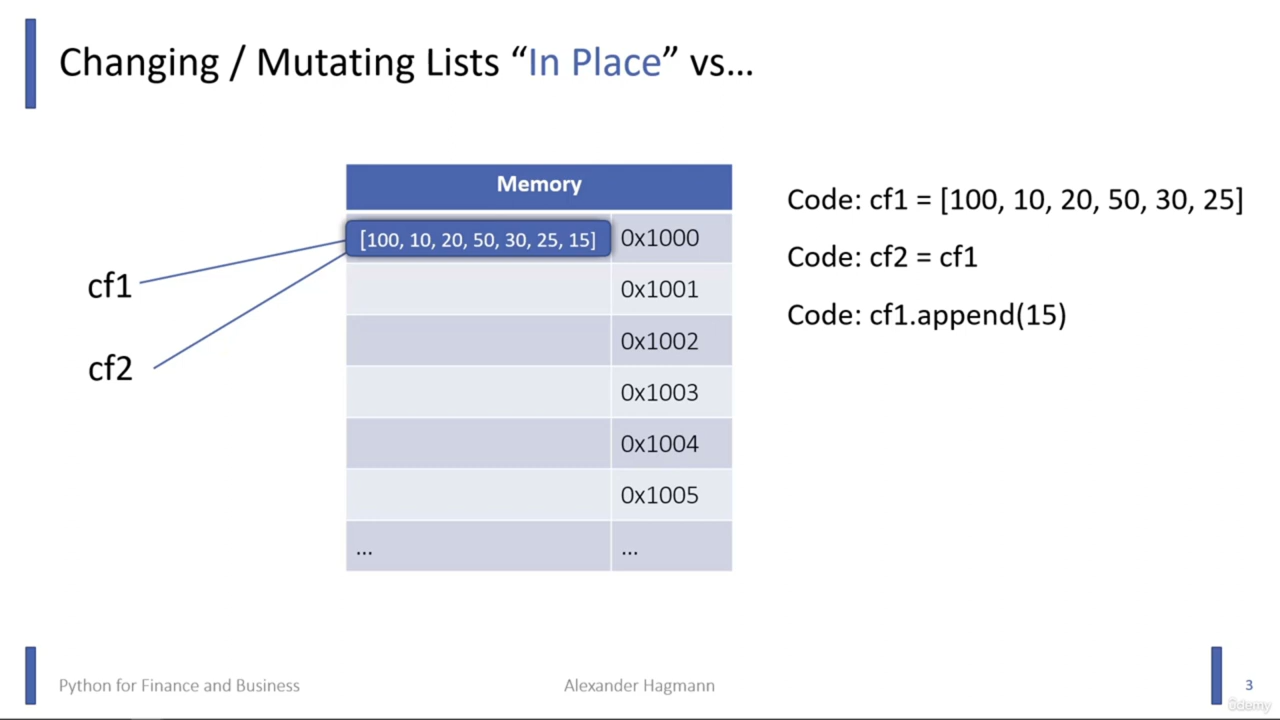 Changing / Mutating Lists “In Place” vs…
Memory
[100, 10, 20, 50, 30, 25, 15] 0x1000
0x1001
0x1002
0x1003
0x1004
0x1005
... ...
cf1
cf2
Code: cf1 = [100, 10, 20, 50, 30, 25]
Code: cf2 = cf1
Code: cf1.append(15)
Python for Finance and Business
Alexander Hagmann
3
ûdemy